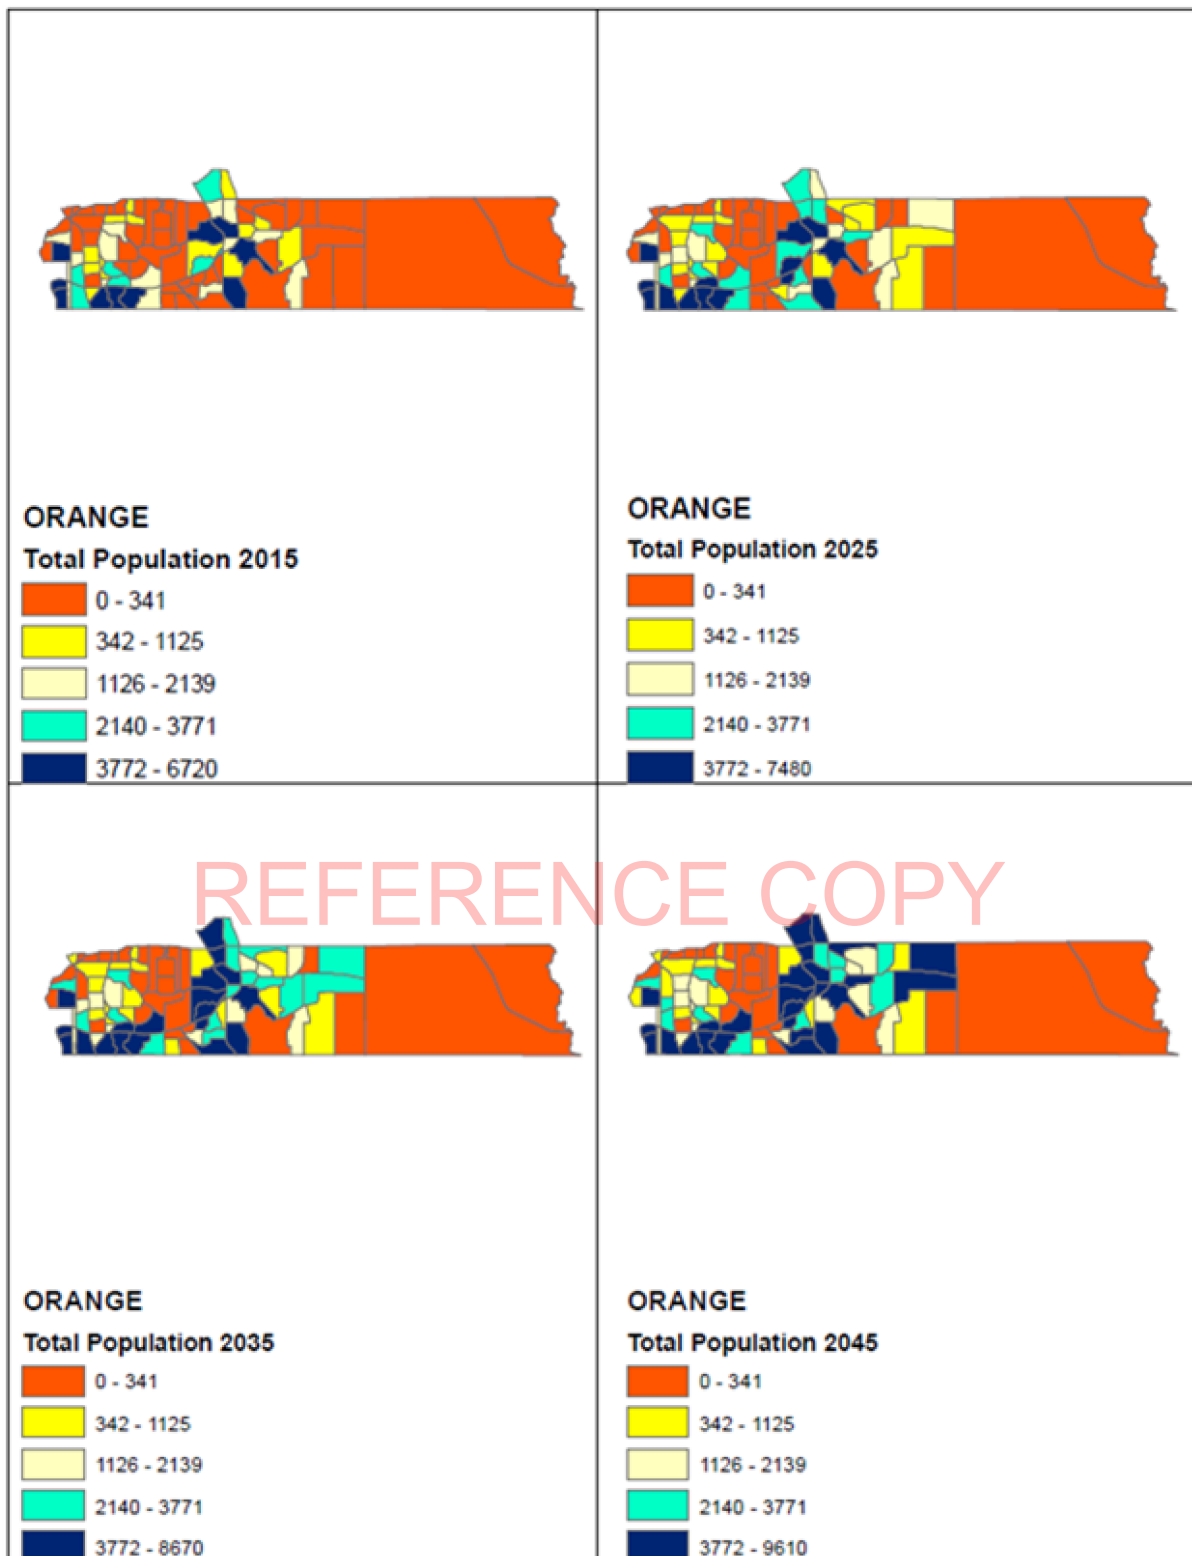 ORANGE
Total Population 2015
0 - 341
342 - 1125
1126 - 2139
2140 - 3771
3772 - 6720
ORANGE
Total Population 2025
0 - 341
342 - 1125
1126 - 2139
2140 - 3771
3772 - 7480
REFERENCE COPY
ORANGE
Total Population 2035
0 - 341
342 - 1125
1126 - 2139
2140 - 3771
3772 - 8670
ORANGE
Total Population 2045
0 - 341
342 - 1125
1126 - 2139
2140 - 3771
3772 - 9610